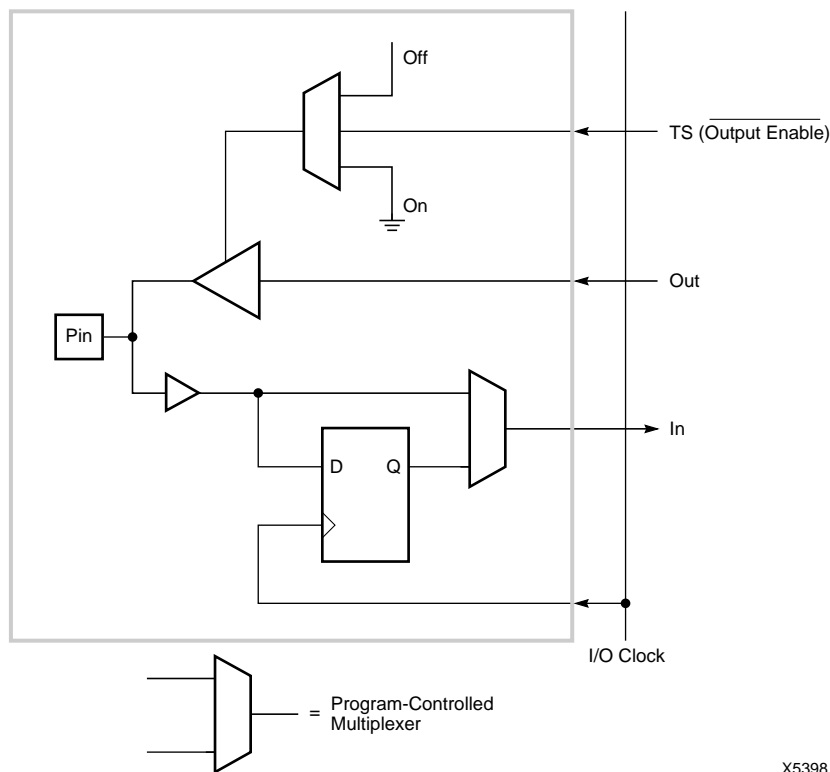 Off
TS (Output Enable)
On
Out
Pin
In
D Q
I/O Clock
= Program-Controlled
Multiplexer
X5398